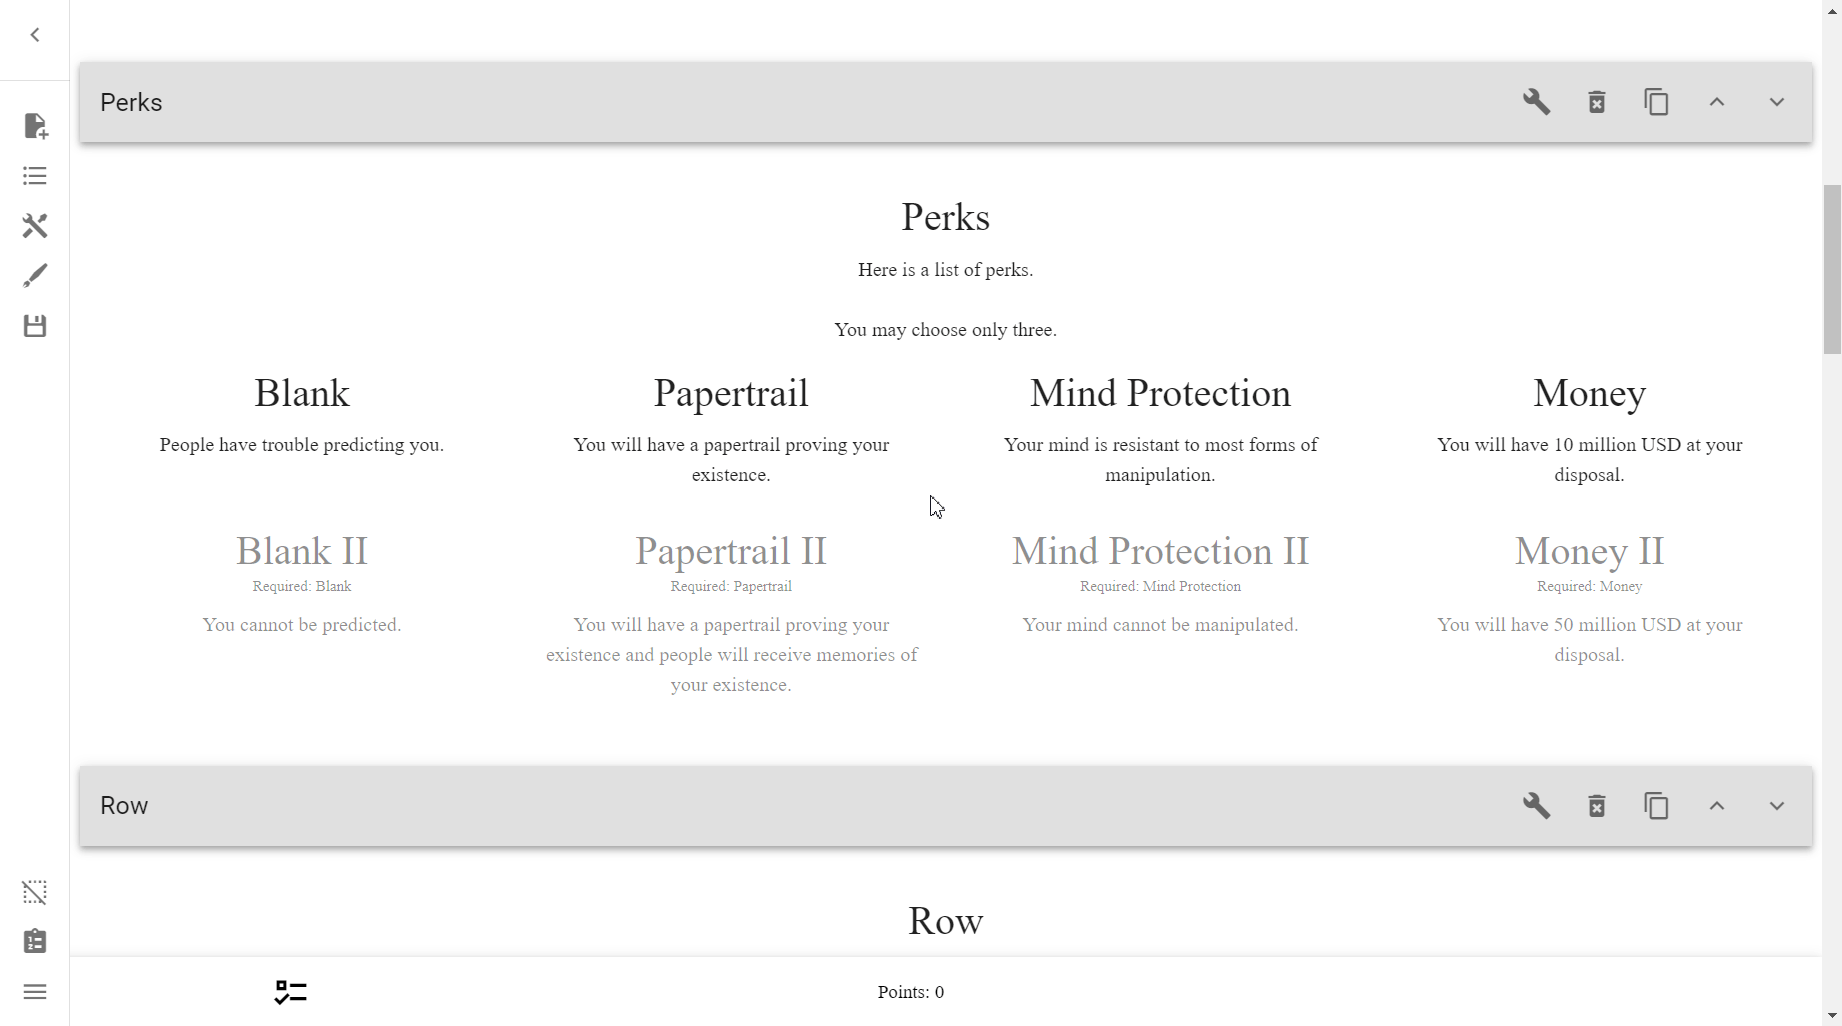 Perks
Perks
Here is a list of perks.
You may choose only three.
Blank
People have trouble predicting you.
Papertrail
You will have a papertrail proving your
existence.
Mind Protection
Your mind is resistant to most forms of
manipulation.
Money
You will have 10 million USD at your
disposal.
Blank II
Required: Blank
You cannot be predicted.
Papertrail II
Required: Papertrail
You will have a papertrail proving your
existence and people will receive memories of
your existence.
Mind Protection II
Required: Mind Protection
Your mind cannot be manipulated.
Money II
Required: Money
You will have 50 million USD at your
disposal.
Row
Row
Points: 0